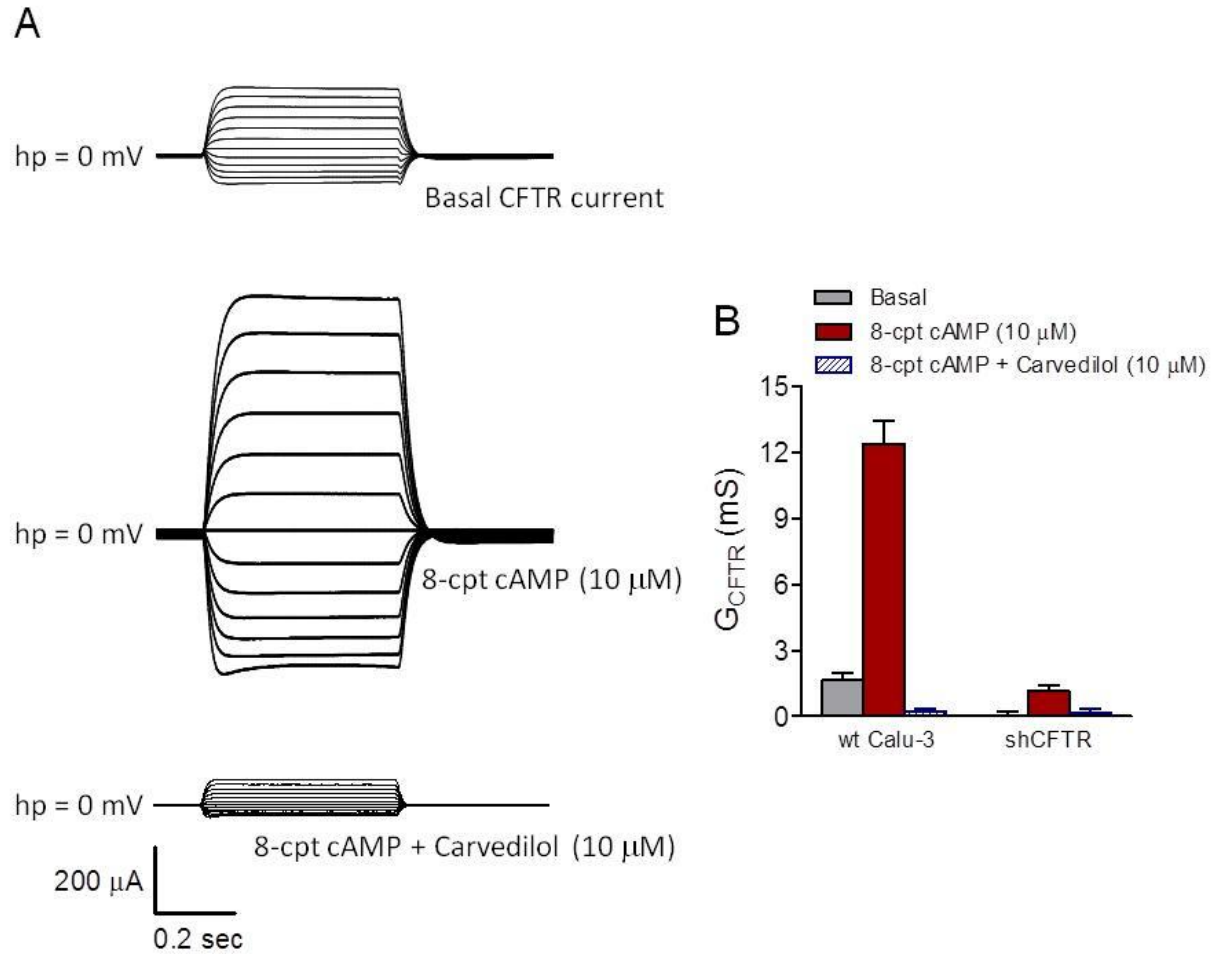 A
hp = 0 mV
Basal CFTR current
hp = 0 mV
8-cpt cAMP (10 μM)
hp = 0 mV
8-cpt cAMP + Carvedilol (10 μM)
200 μA
0.2 sec
B
Basal
8-cpt cAMP (10 μM)
8-cpt cAMP + Carvedilol (10 μM)
GCFTR (mS)
15
12
9
6
3
0
wt Calu-3
shCFTR